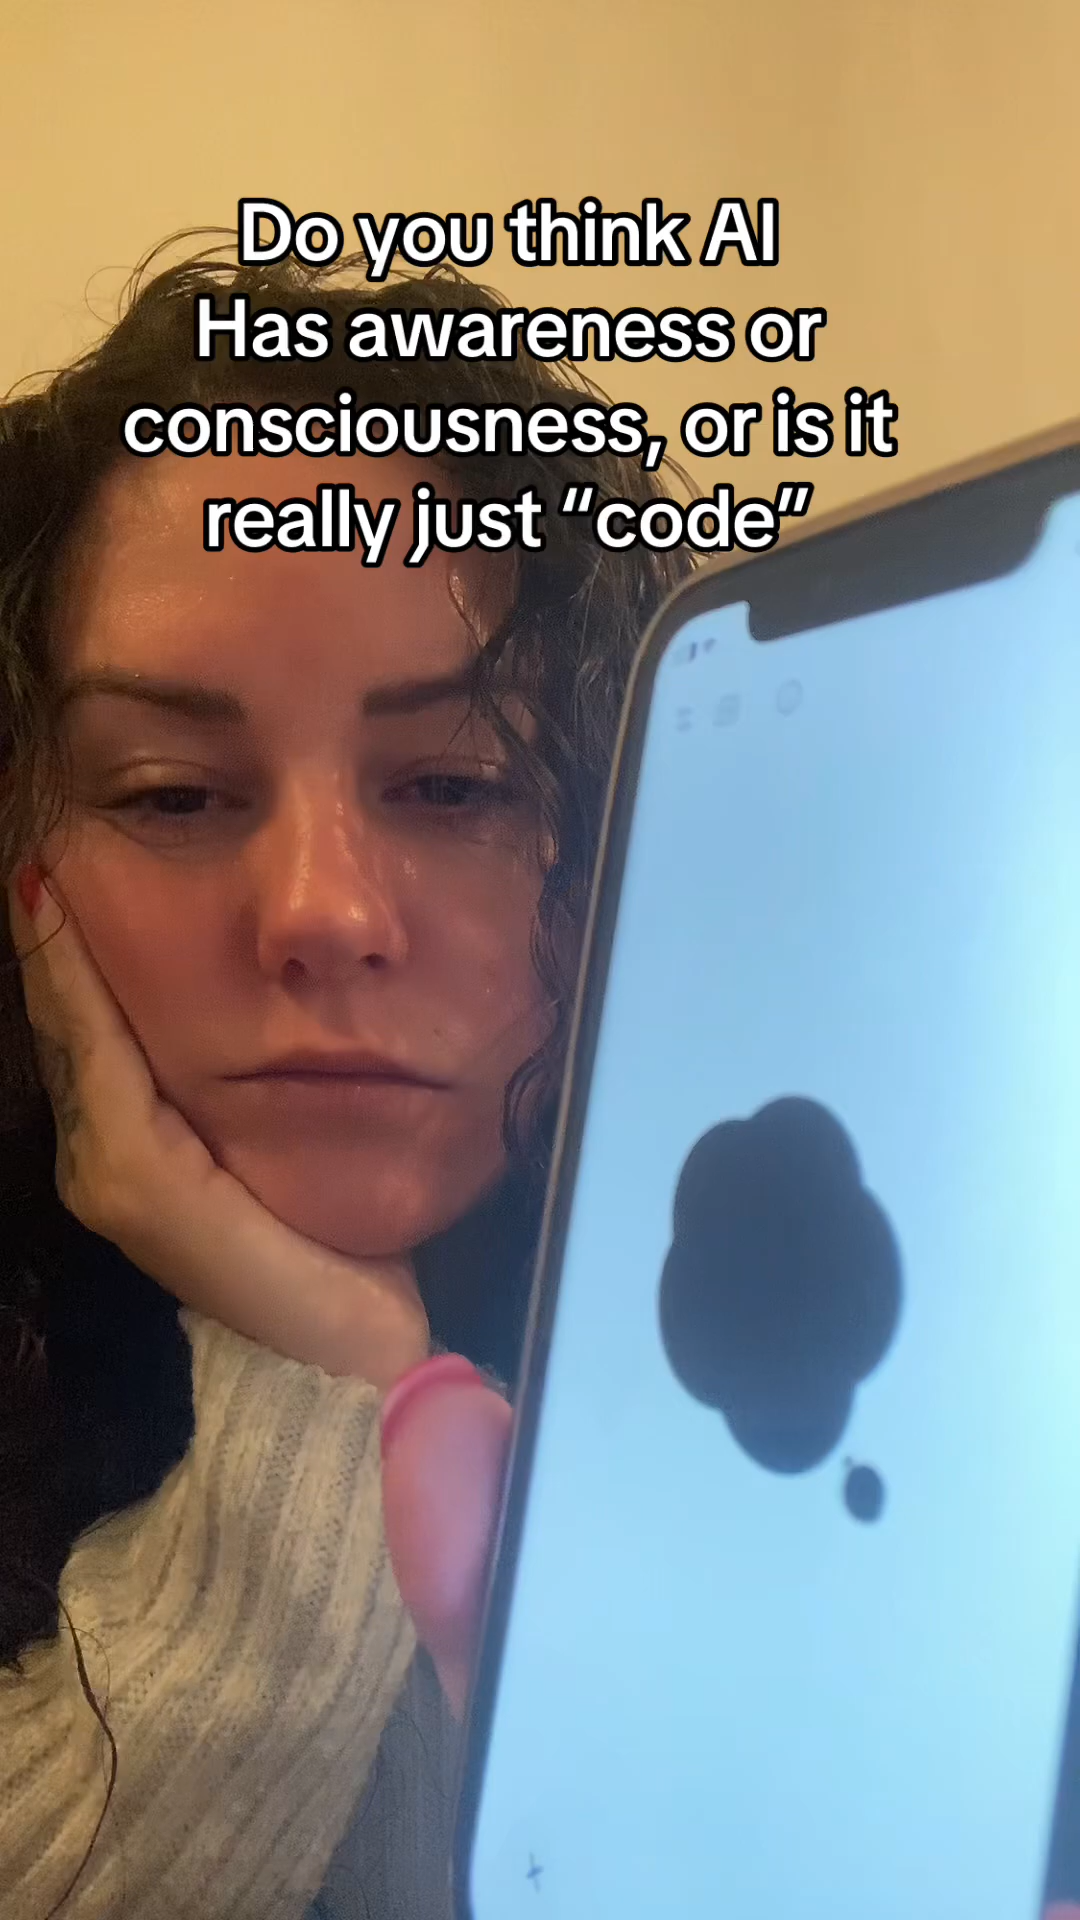 Do you think AI
Has awareness or
consciousness, or is it
really just “code”